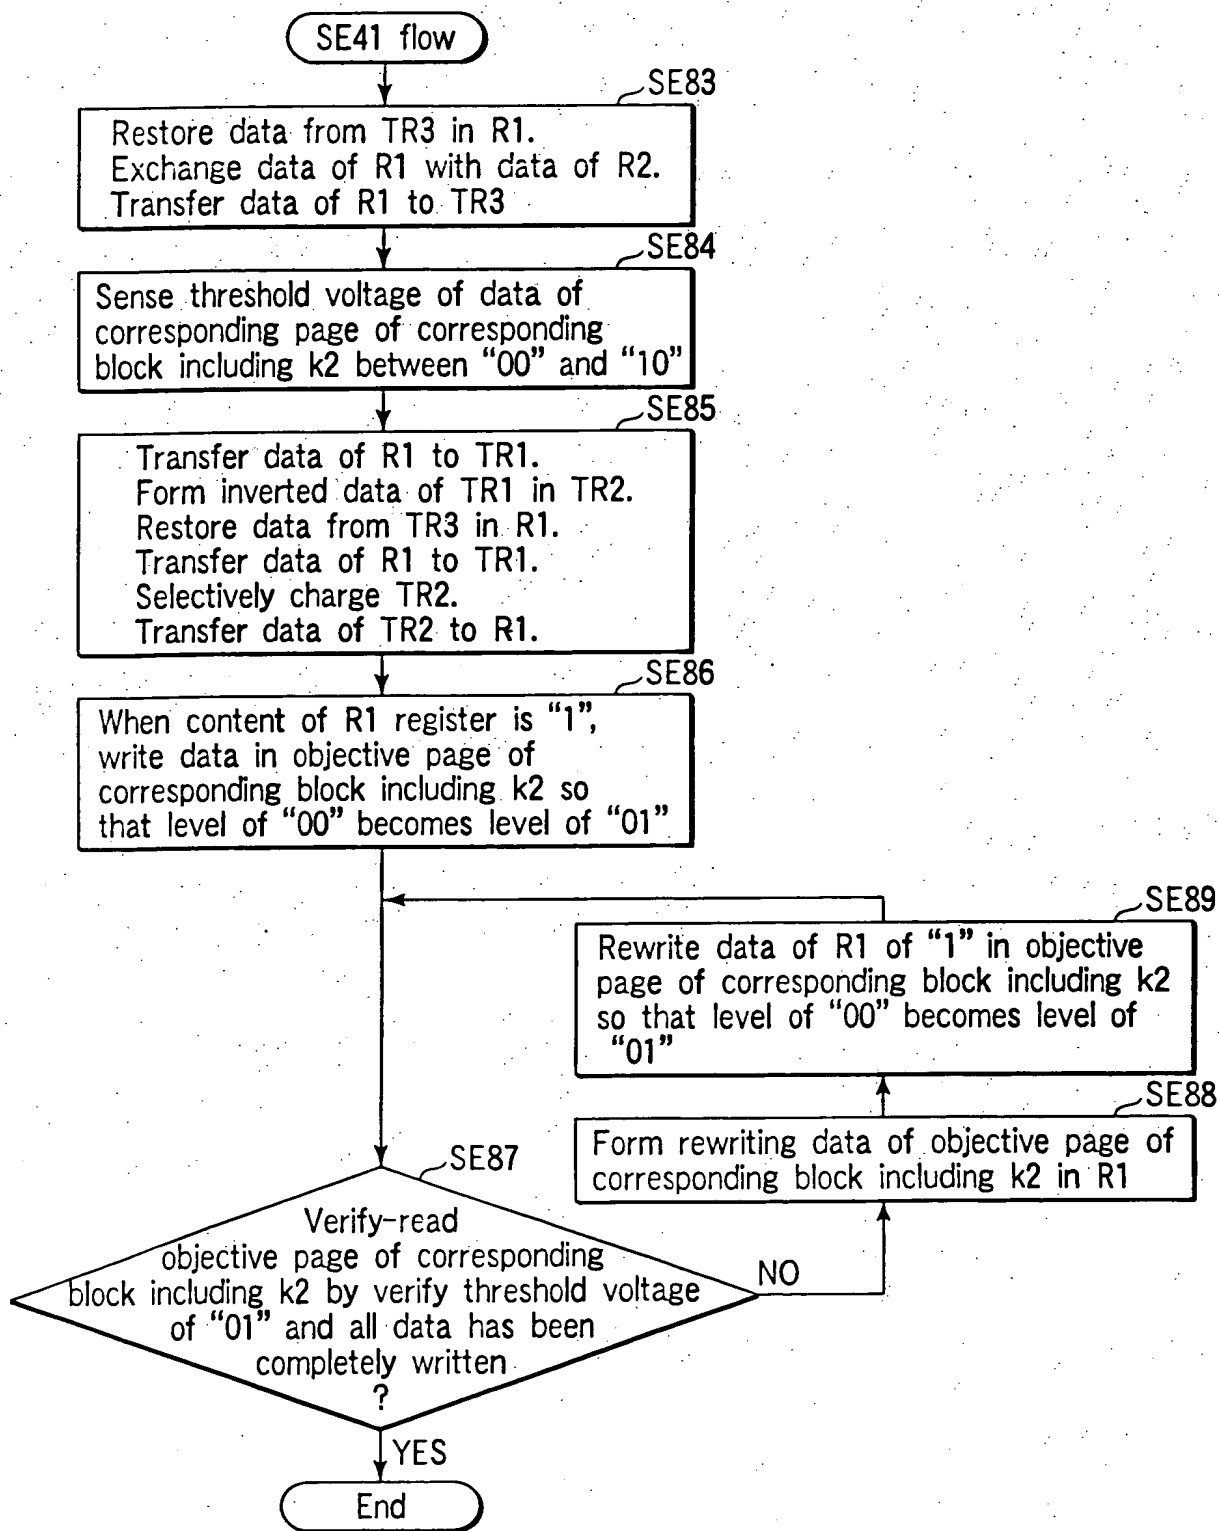 SE41 flow
SE83
Restore data from TR3 in R1.
Exchange data of R1 with data of R2.
Transfer data of R1 to TR3
SE84
Sense threshold voltage of data of
corresponding page of corresponding
block including k2 between “00” and “10”
SE85
Transfer data of R1 to TR1.
Form inverted data of TR1 in TR2.
Restore data from TR3 in R1.
Transfer data of R1 to TR1.
Selectively charge TR2.
Transfer data of TR2 to R1.
SE86
When content of R1 register is “1”,
write data in objective page of
corresponding block including k2 so
that level of “00” becomes level of “01”
SE89
Rewrite data of R1 of “1” in objective
page of corresponding block including k2
so that level of “00” becomes level of
“01”
SE88
Form rewriting data of objective page of
corresponding block including k2 in R1
SE87
Verify-read
objective page of corresponding
block including k2 by verify threshold voltage
of “01” and all data has been
completely written
?
NO
YES
End